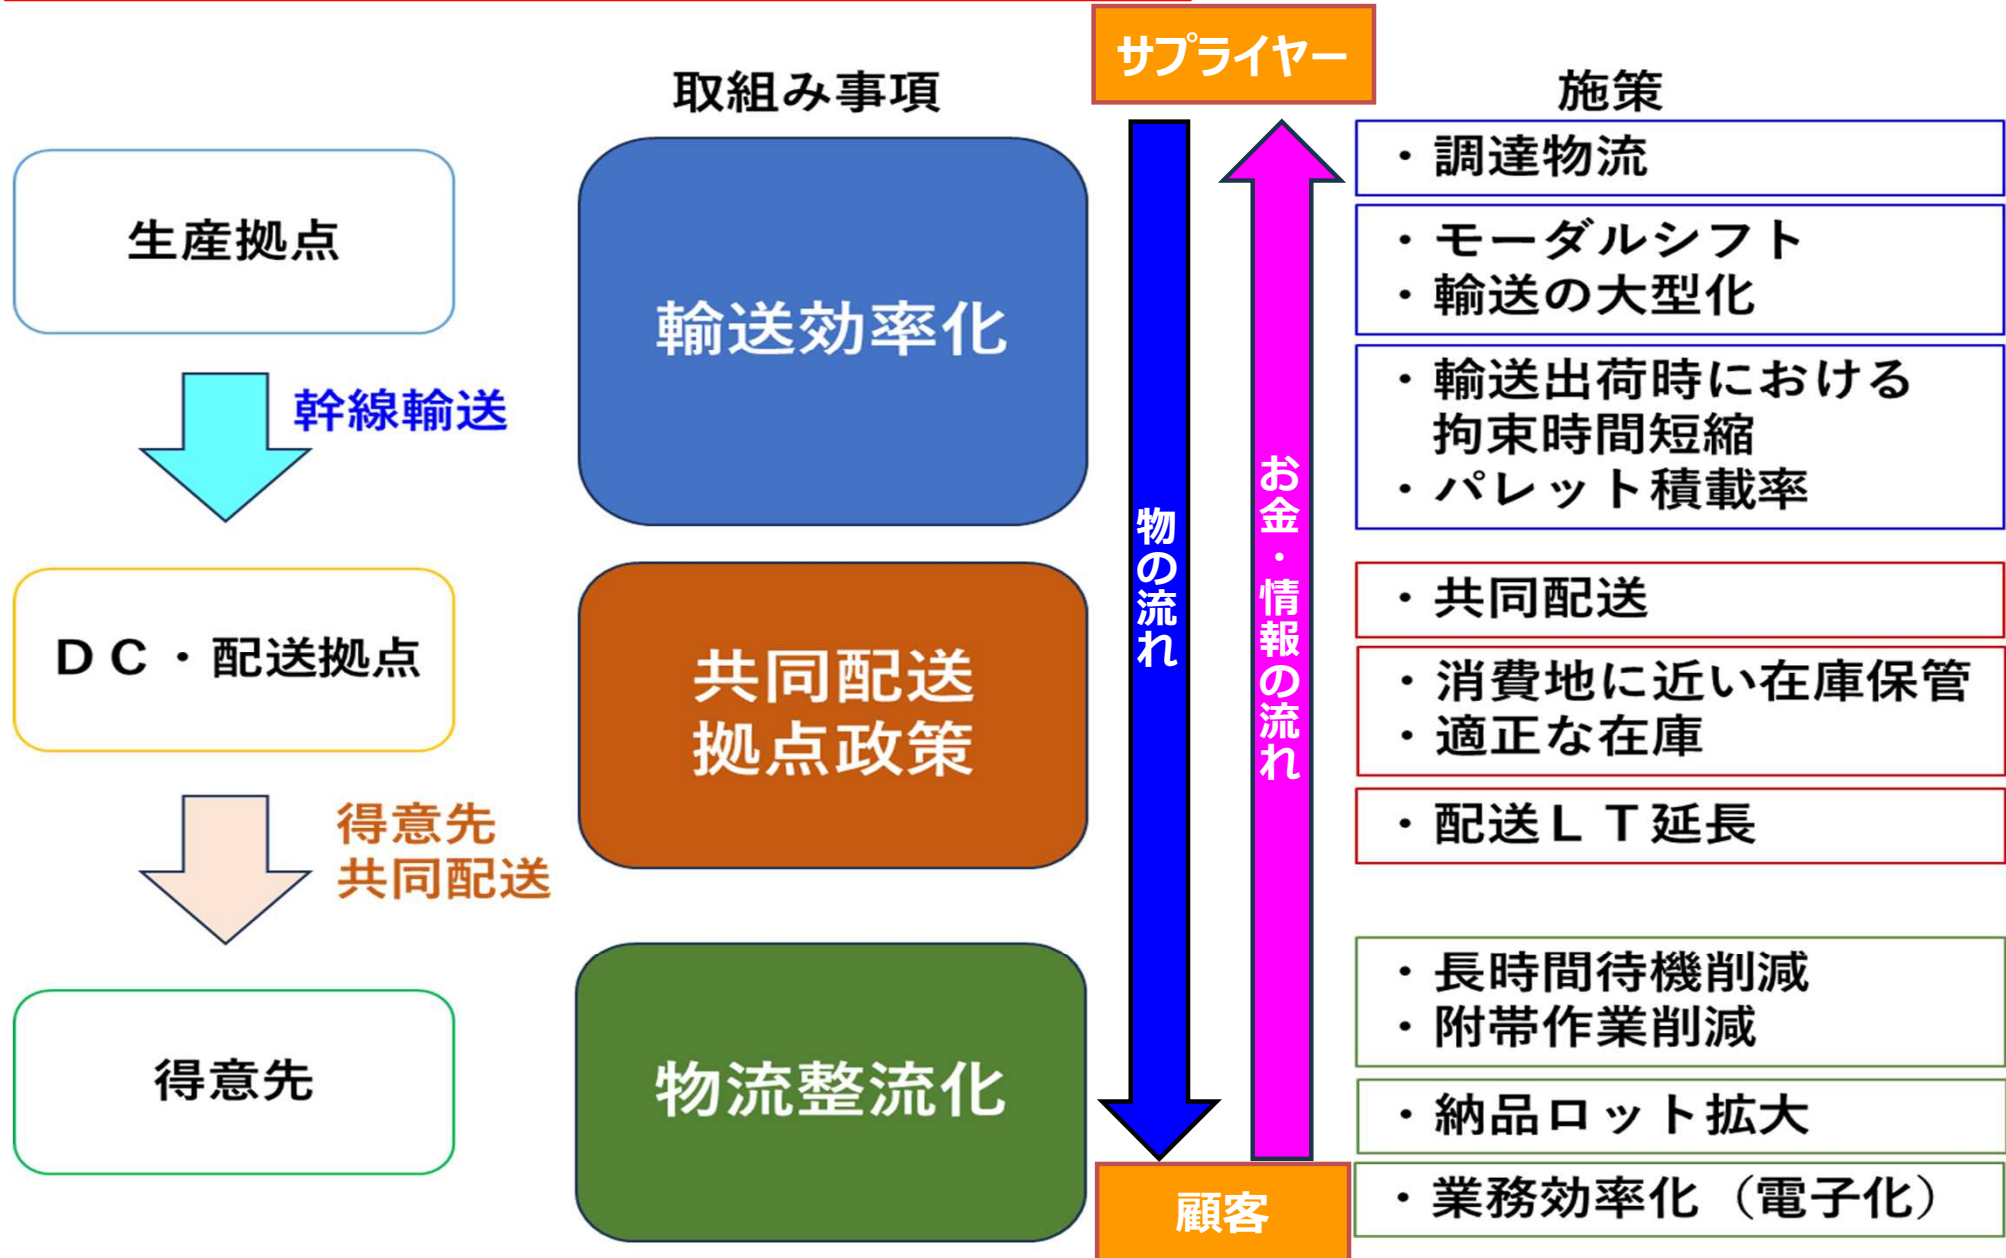 サプライヤー
取組み事項
施策
生産拠点
幹線輸送
DC・配送拠点
得意先
共同配送
得意先
輸送効率化
共同配送
拠点政策
物流整流化
物の流れ
お金・情報の流れ
顧客
・調達物流
・モーダルシフト
・輸送の大型化
・輸送出荷時における
拘束時間短縮
・パレット積載率
・共同配送
・消費地に近い在庫保管
・適正な在庫
・配送LT延長
・長時間待機削減
・附帯作業削減
・納品ロット拡大
・業務効率化（電子化）